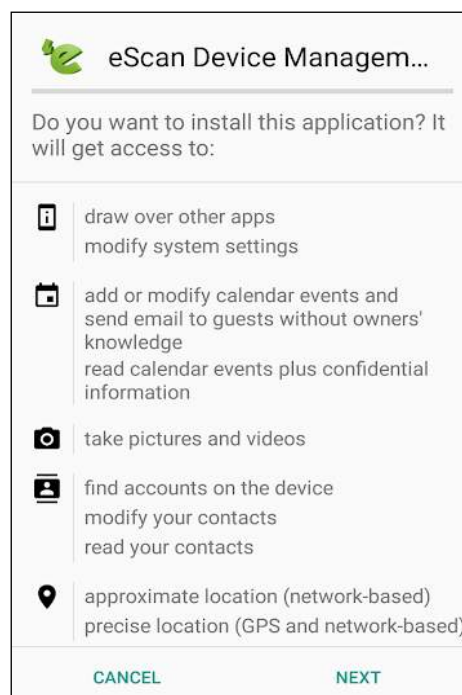 eScan Device Managem...
Do you want to install this application? It
will get access to:
draw over other apps
modify system settings
add or modify calendar events and
send email to guests without owners'
knowledge
read calendar events plus confidential
information
take pictures and videos
find accounts on the device
modify your contacts
read your contacts
approximate location (network-based)
precise location (GPS and network-based)
CANCEL NEXT